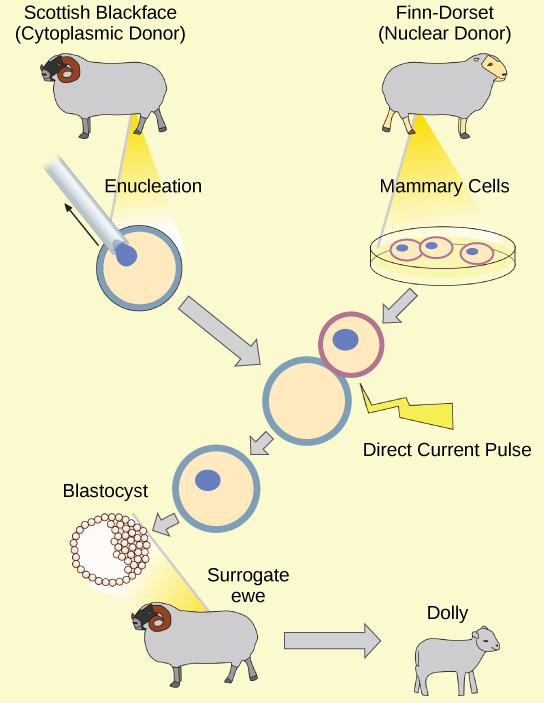 Scottish Blackface
(Cytoplasmic Donor)
Finn-Dorset
(Nuclear Donor)
Enucleation
Mammary Cells
Direct Current Pulse
Blastocyst
Surrogate
ewe
Dolly